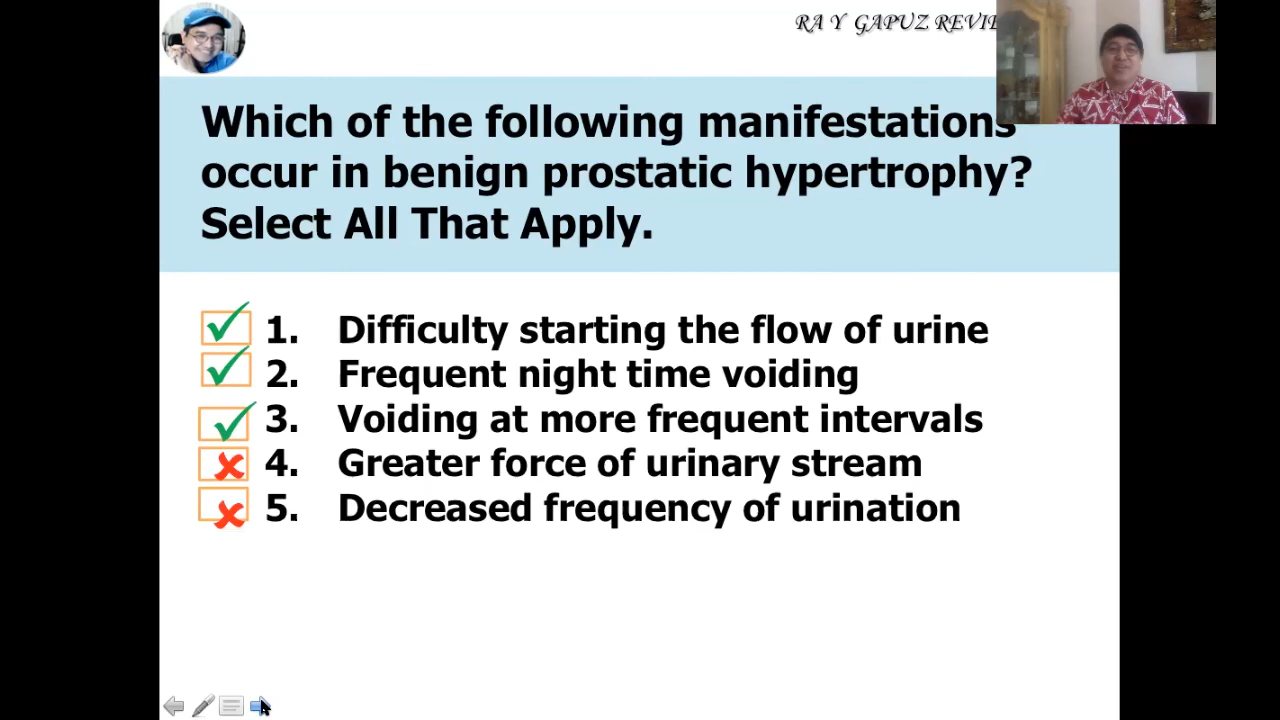 RAY GAPUZ REVIE
Which of the following manifestations
occur in benign prostatic hypertrophy?
Select All That Apply.
1. Difficulty starting the flow of urine
2. Frequent night time voiding
3. Voiding at more frequent intervals
4. Greater force of urinary stream
5. Decreased frequency of urination